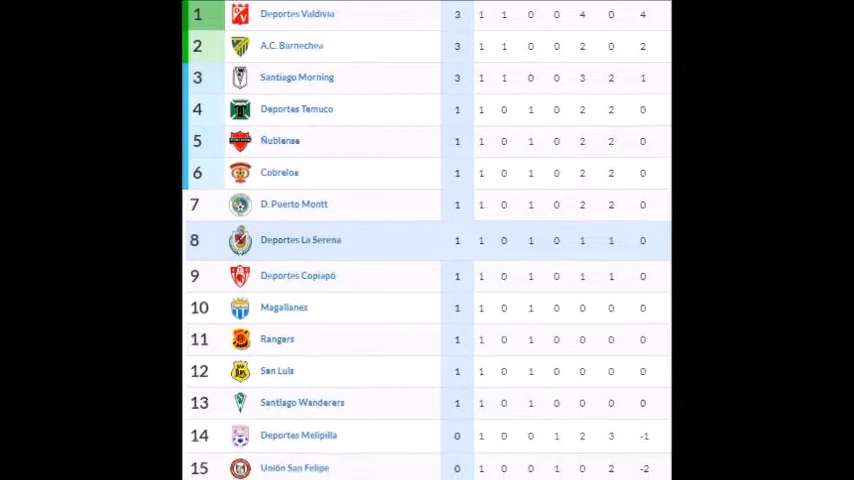 1 Deportes Valdivia 3 1 1 0 0 4 0 4
2 A.C. Barnechea 3 1 1 0 0 2 0 2
3 Santiago Morning 3 1 1 0 0 3 2 1
4 Deportes Temuco 1 1 0 1 0 2 2 0
5 Ñublense 1 1 0 1 0 2 2 0
6 Cobreloa 1 1 0 1 0 2 2 0
7 D. Puerto Montt 1 1 0 1 0 2 2 0
8 Deportes La Serena 1 1 0 1 0 1 1 0
9 Deportes Copiapó 1 1 0 1 0 1 1 0
10 Magallanes 1 1 0 1 0 0 0 0
11 Rangers 1 1 0 1 0 0 0 0
12 San Luis 1 1 0 1 0 0 0 0
13 Santiago Wanderers 1 1 0 1 0 0 0 0
14 Deportes Melipilla 0 1 0 0 1 2 3 -1
15 Unión San Felipe 0 1 0 0 1 0 2 -2